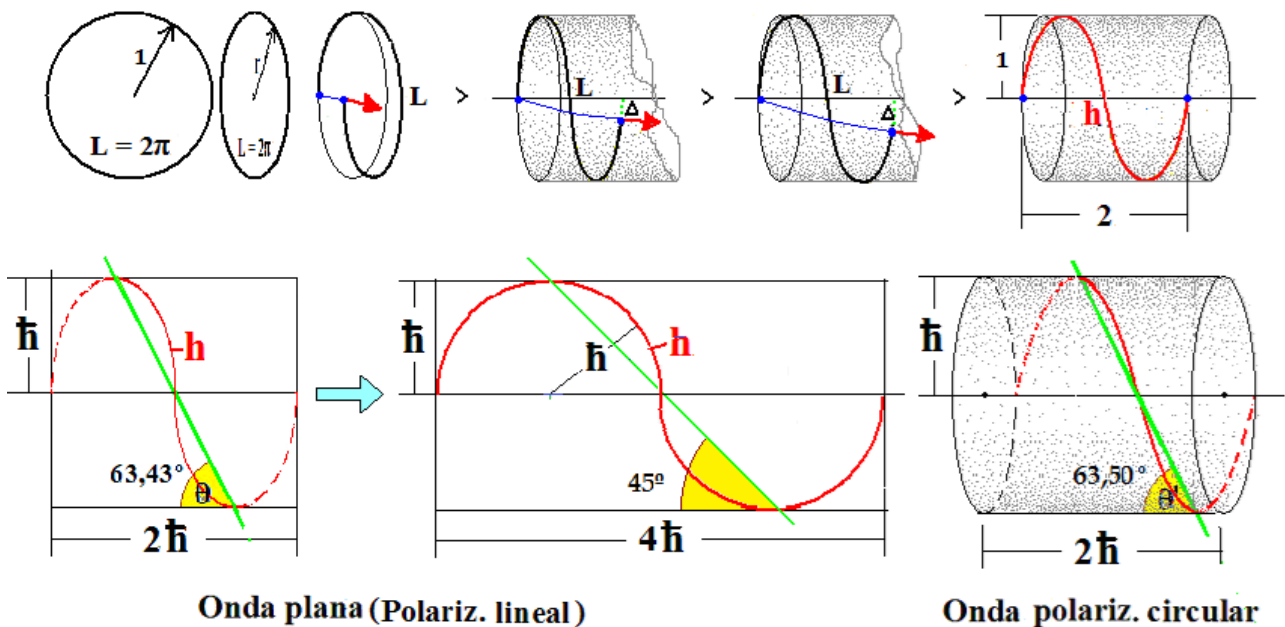 1
L = 2π
r
L=2π
L
>
L
Δ
>
L
Δ
>
1
h
2
ħ
h
63,43°
θ
2ħ
ħ
ħ
h
45º
4ħ
ħ
63,50°
θ'
2ħ
Onda plana (Polariz. lineal)
Onda polariz. circular